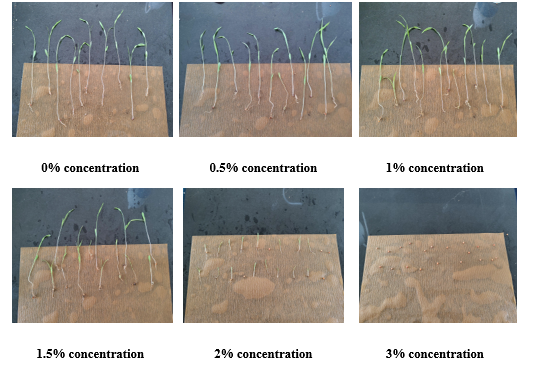 0% concentration
0.5% concentration
1% concentration
1.5% concentration
2% concentration
3% concentration